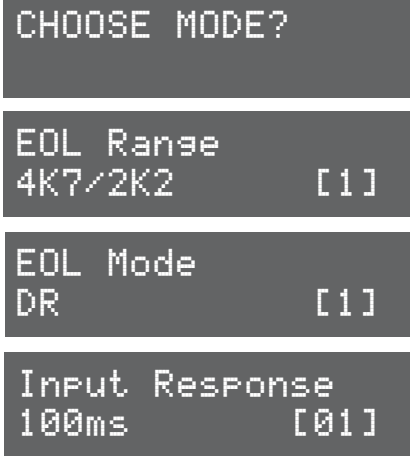 CHOOSE MODE?
EOL Range
4K7/2K2 [1]
EOL Mode
DR [1]
Input Response
100ms [01]